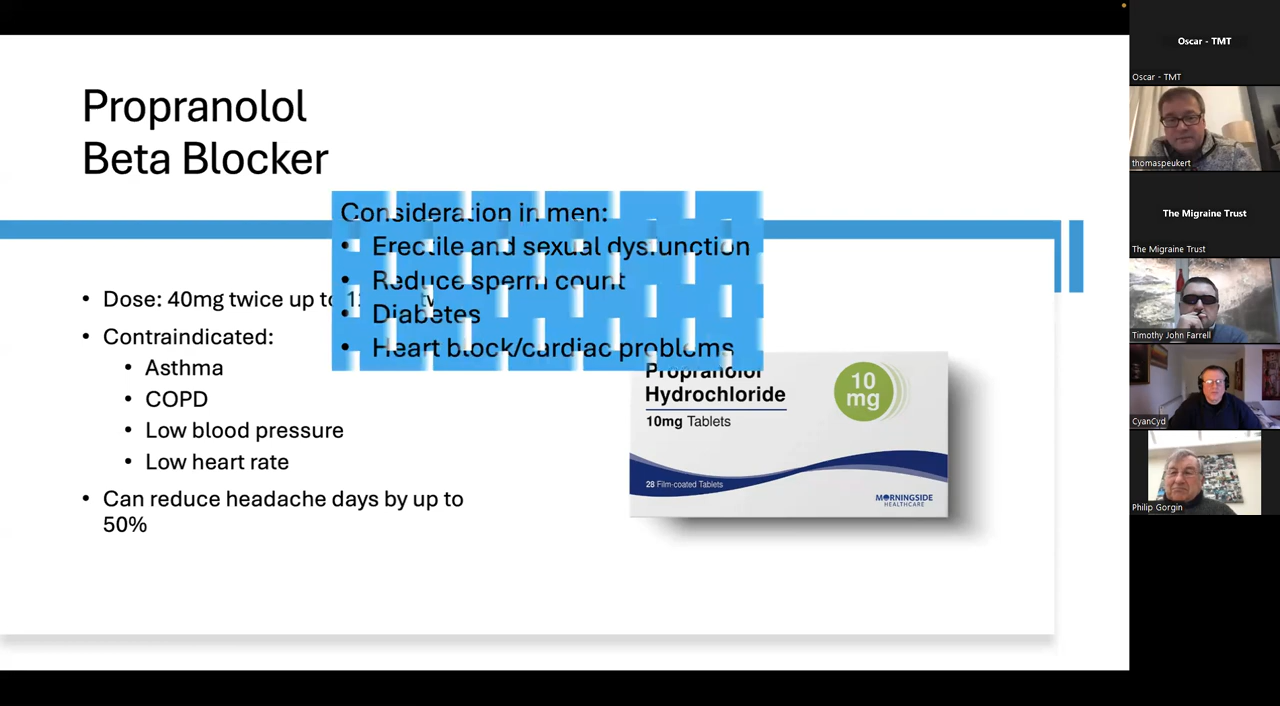 Propranolol
Beta Blocker
Consideration in men:
• Erectile and sexual dysfunction
• Reduce sperm count
• Diabetes
• Heart block/cardiac problems
• Dose: 40mg twice up to
• Contraindicated:
• Asthma
• COPD
• Low blood pressure
• Low heart rate
• Can reduce headache days by up to
50%
Propranolol
Hydrochloride
10mg Tablets
10
mg
28 Film-coated Tablets
MORNINGSIDE
HEALTHCARE
Oscar - TMT
Oscar - TMT
thomaspeukert
The Migraine Trust
The Migraine Trust
Timothy John Farrell
CyanCyd
Philip Gorgin